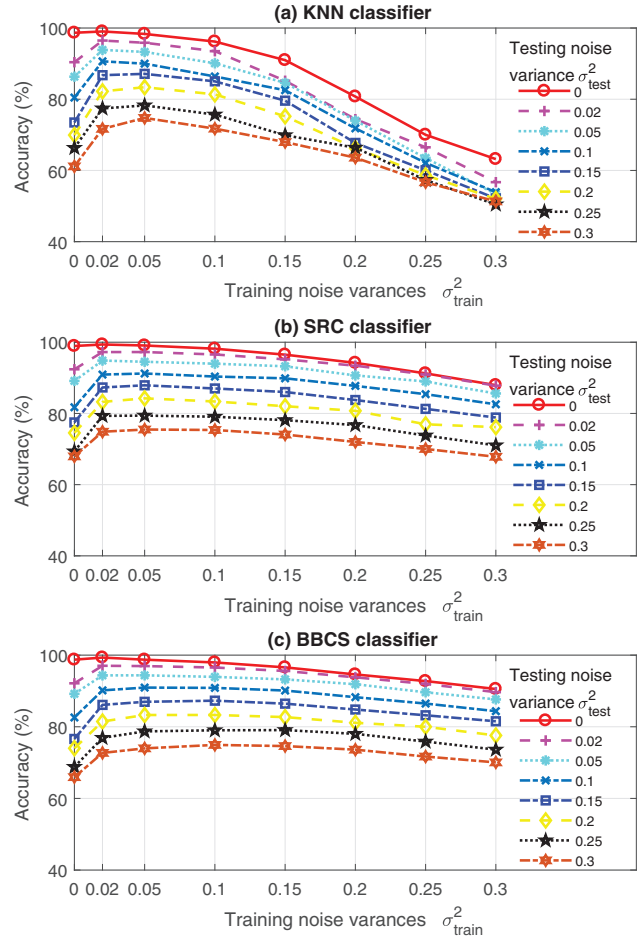 (a) KNN classifier
Accuracy (%)
100
80
60
40
0 0.02 0.05 0.1 0.15 0.2 0.25 0.3
Training noise varances σ²train
Testing noise
variance σ²test
0
0.02
0.05
0.1
0.15
0.2
0.25
0.3
(b) SRC classifier
Accuracy (%)
100
80
60
40
0 0.02 0.05 0.1 0.15 0.2 0.25 0.3
Training noise varances σ²train
Testing noise
variance σ²test
0
0.02
0.05
0.1
0.15
0.2
0.25
0.3
(c) BBCS classifier
Accuracy (%)
100
80
60
40
0 0.02 0.05 0.1 0.15 0.2 0.25 0.3
Training noise varances σ²train
Testing noise
variance σ²test
0
0.02
0.05
0.1
0.15
0.2
0.25
0.3